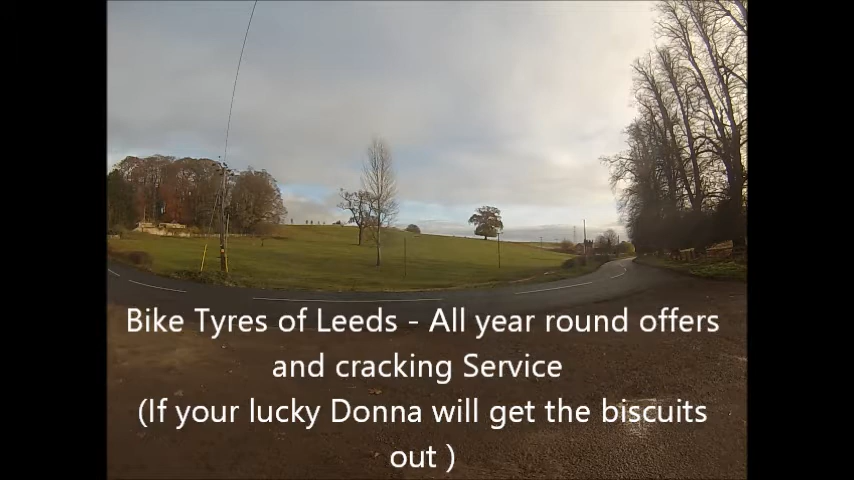 Bike Tyres of Leeds - All year round offers
and cracking Service
(If your lucky Donna will get the biscuits
out )